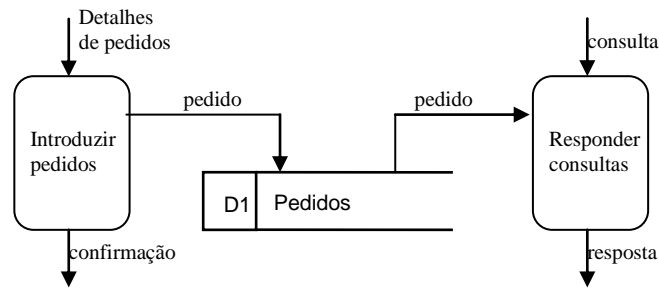 Detalhes
de pedidos
consulta
pedido
pedido
Introduzir
pedidos
Responder
consultas
D1
Pedidos
confirmação
resposta